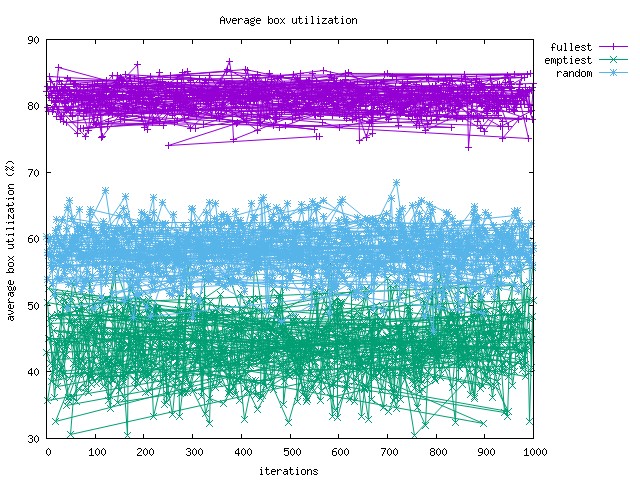 Average box utilization
fullest
emptiest
random
average box utilization (%)
90
80
70
60
50
40
30
0 100 200 300 400 500 600 700 800 900 1000
iterations